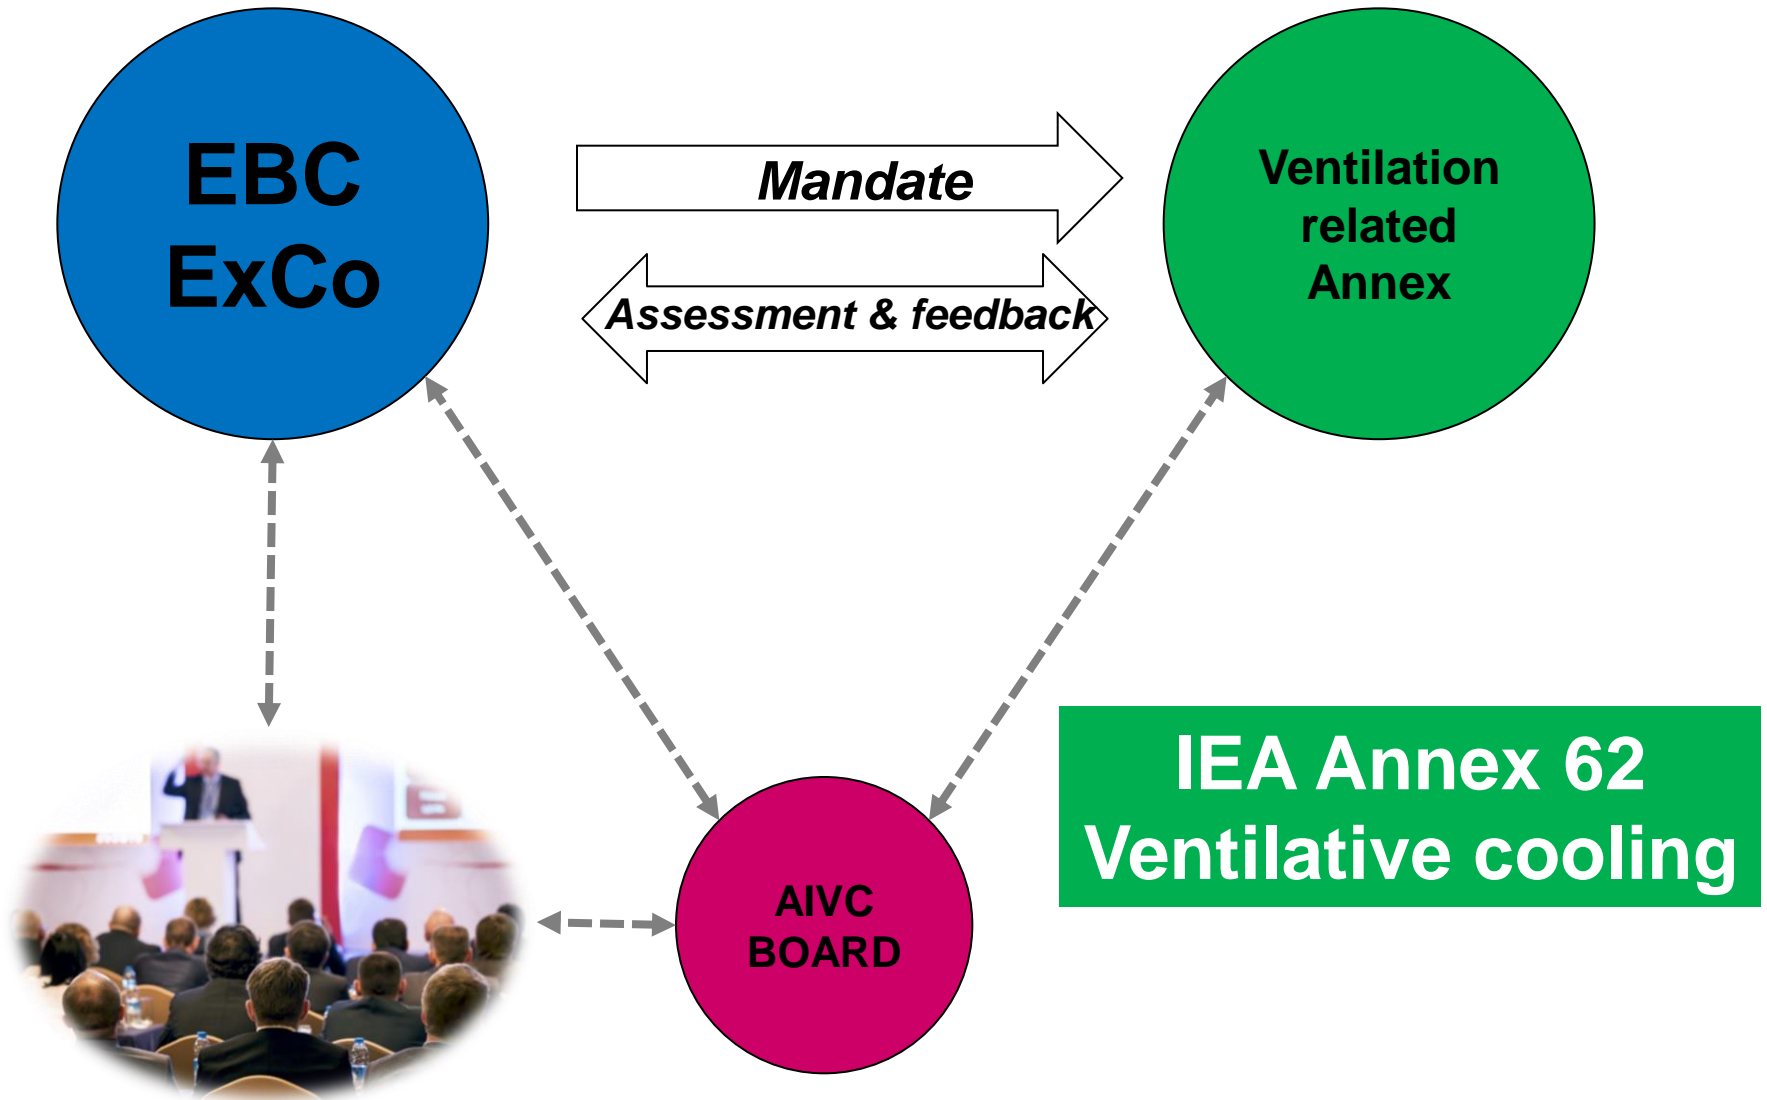 EBC
ExCo
Mandate
Assessment & feedback
Ventilation
related
Annex
AIVC
BOARD
IEA Annex 62
Ventilative cooling